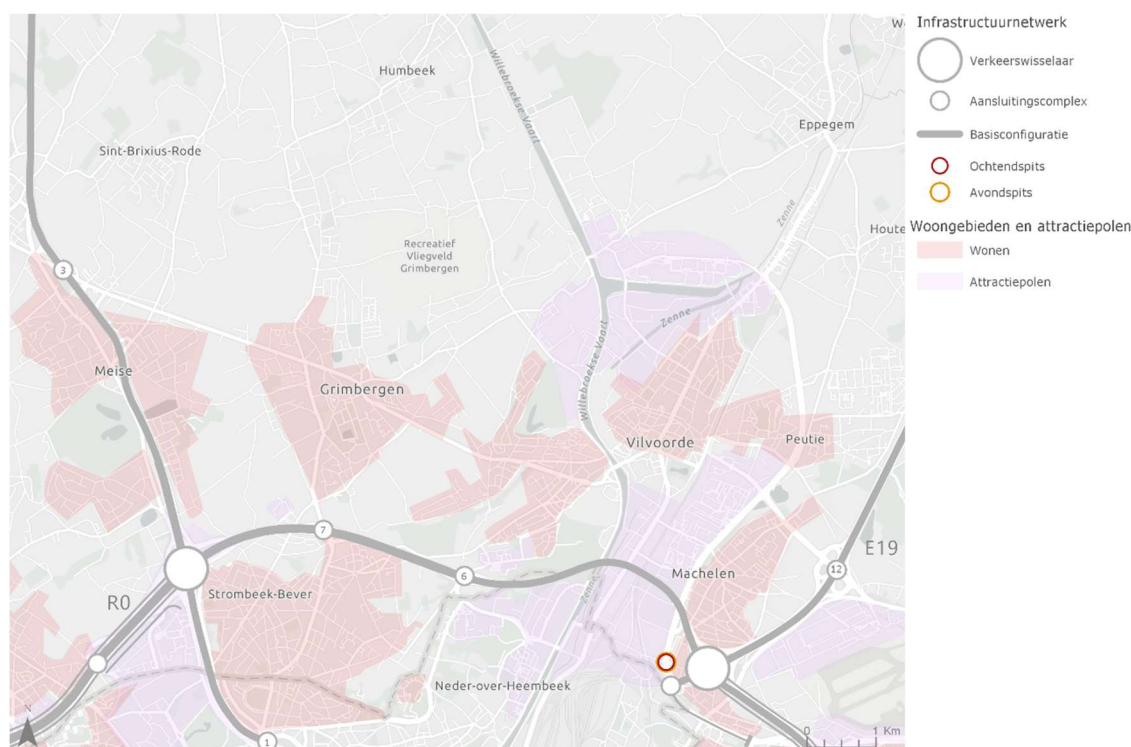 Humbeek
Willebroekse Vaart
Eppegem
Sint-Brixius-Rode
Zenne
Recreatief
Vliegveld
Grimbergen
Houte
3
Zenne
Willebroekse Vaart
Meise
Grimbergen
Vilvoorde
Peutie
7
E19
12
6
Machelen
R0
Strombeek-Bever
Zenne
Neder-over-Heembeek
N
1
0
1 Km
Infrastructuurnetwerk
Verkeerswisselaar
Aansluitingscomplex
Basisconfiguratie
Ochtendspits
Avondspits
Woongebieden en attractiepolen
Wonen
Attractiepolen